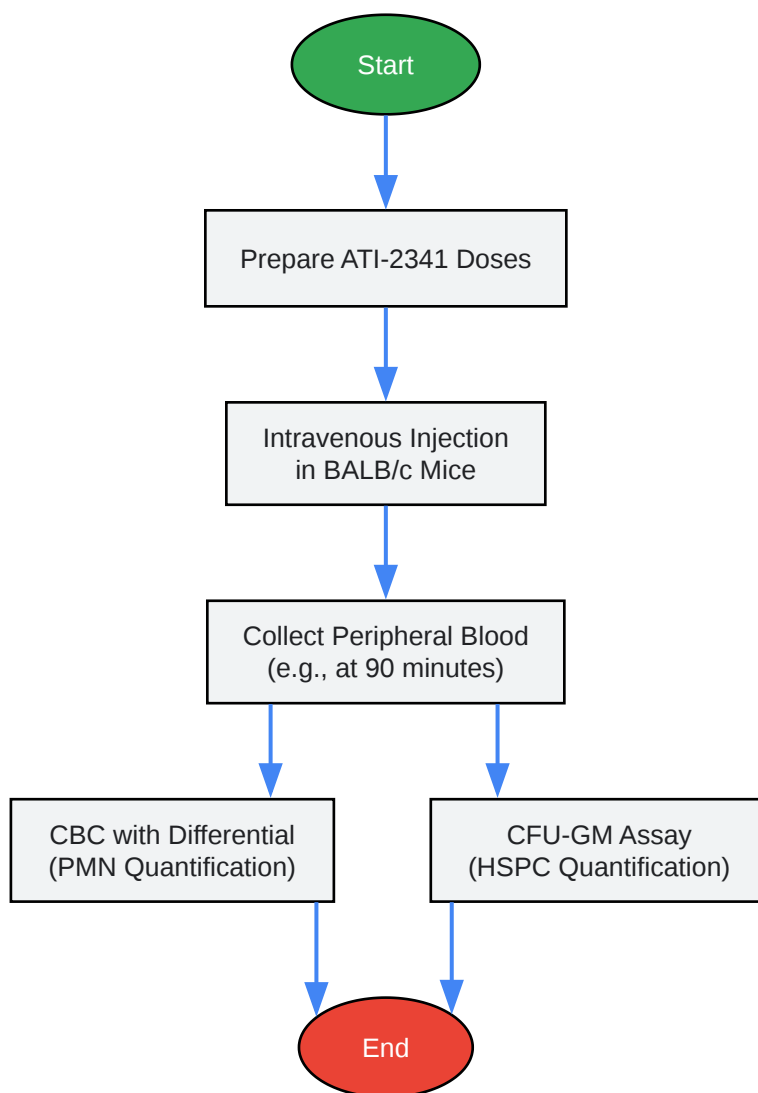 Start
Prepare ATI-2341 Doses
Intravenous Injection
in BALB/c Mice
Collect Peripheral Blood
(e.g., at 90 minutes)
CBC with Differential
(PMN Quantification)
CFU-GM Assay
(HSPC Quantification)
End